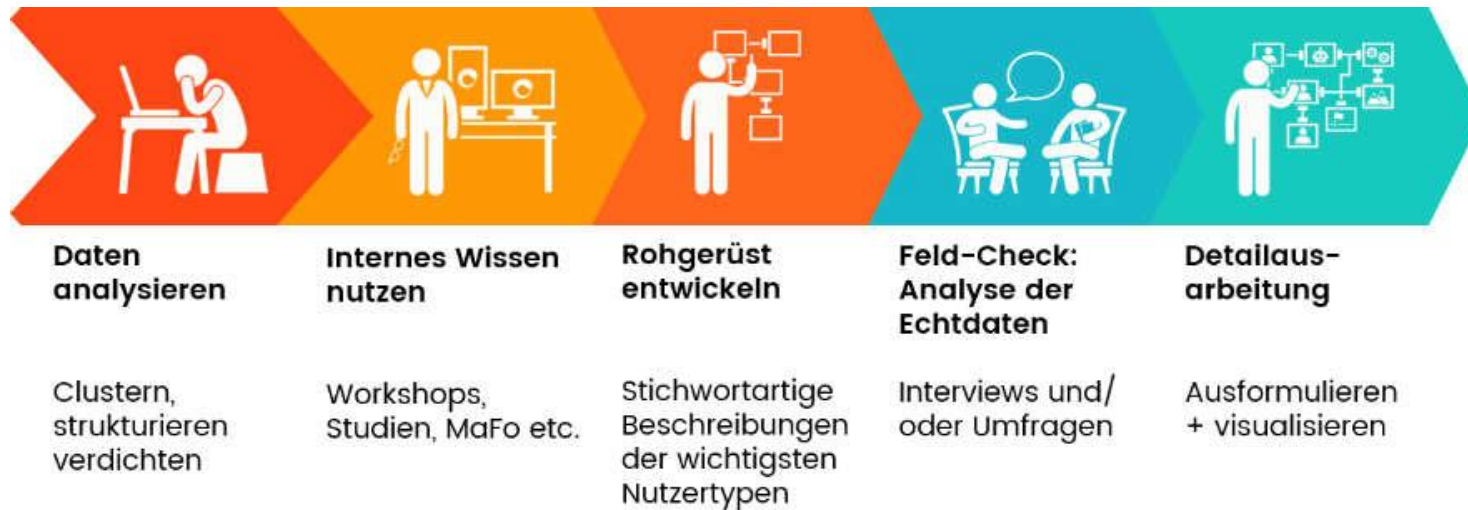 Daten
analysieren
Clustern,
strukturieren
verdichten
Internes Wissen
nutzen
Workshops,
Studien, MaFo etc.
Rohgerüst
entwickeln
Stichwortartige
Beschreibungen
der wichtigsten
Nutzertypen
Feld-Check:
Analyse der
Echtdaten
Interviews und/
oder Umfragen
Detailaus-
arbeitung
Ausformulieren
+ visualisieren